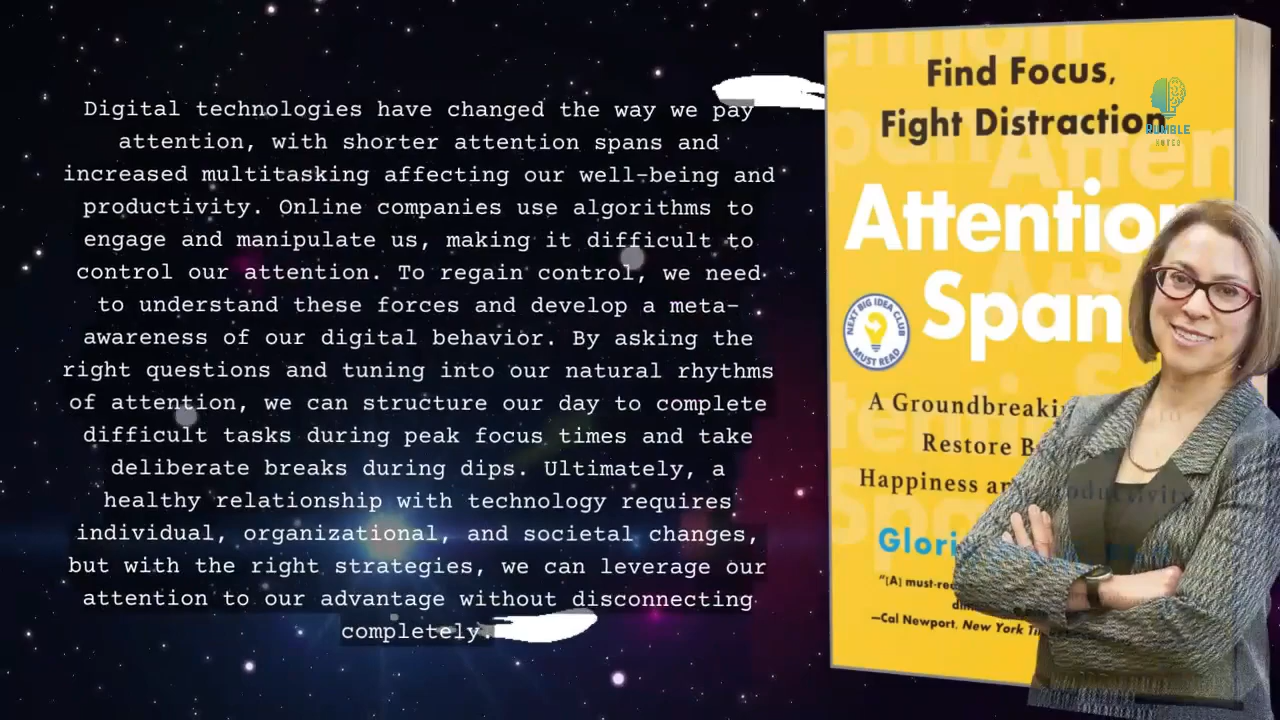 Digital technologies have changed the way we pay
attention, with shorter attention spans and
increased multitasking affecting our well-being and
productivity. Online companies use algorithms to
engage and manipulate us, making it difficult to
control our attention. To regain control, we need
to understand these forces and develop a meta-
awareness of our digital behavior. By asking the
right questions and tuning into our natural rhythms
of attention, we can structure our day to complete
difficult tasks during peak focus times and take
deliberate breaks during dips. Ultimately, a
healthy relationship with technology requires
individual, organizational, and societal changes,
but with the right strategies, we can leverage our
attention to our advantage without disconnecting
completely.
Find Focus,
Fight Distraction
RUMBLE
Attention
Span
NEXT BIG IDEA CLUB
MUST READ
A
Restore
Happiness
productivity
"(A)
—Cal Newport, New York